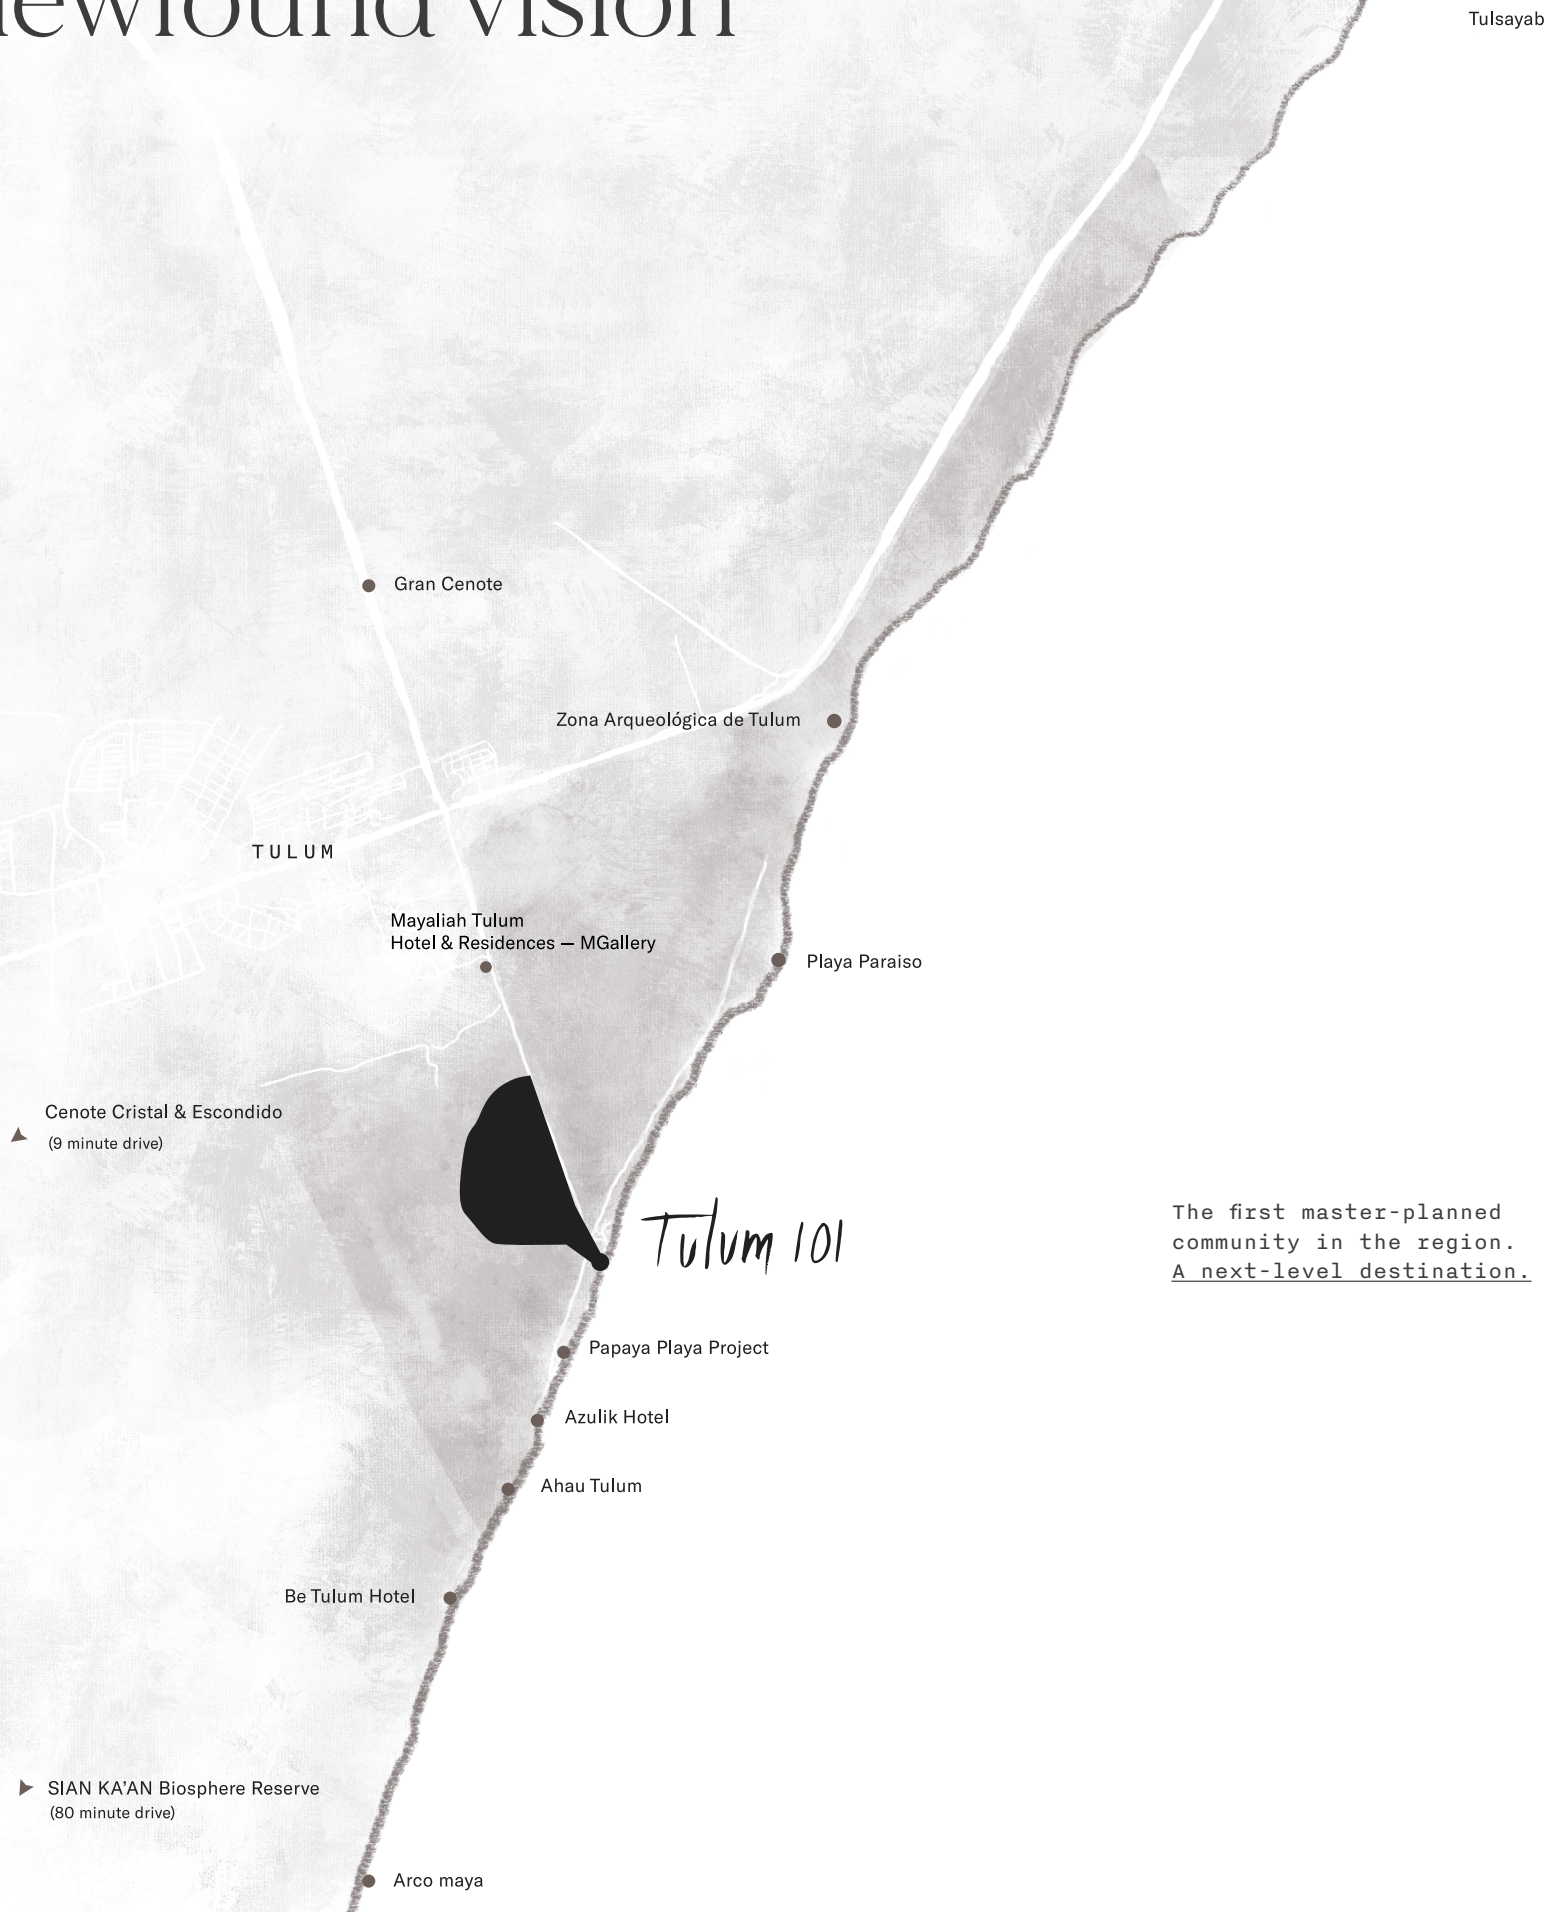 newfound vision
Tulsayab
Gran Cenote
Zona Arqueológica de Tulum
TULUM
Mayaliah Tulum
Hotel & Residences — MGallery
Playa Paraiso
Cenote Cristal & Escondido
(9 minute drive)
Tulum 101
The first master-planned
community in the region.
A next-level destination.
Papaya Playa Project
Azulik Hotel
Ahau Tulum
Be Tulum Hotel
SIAN KA’AN Biosphere Reserve
(80 minute drive)
Arco maya